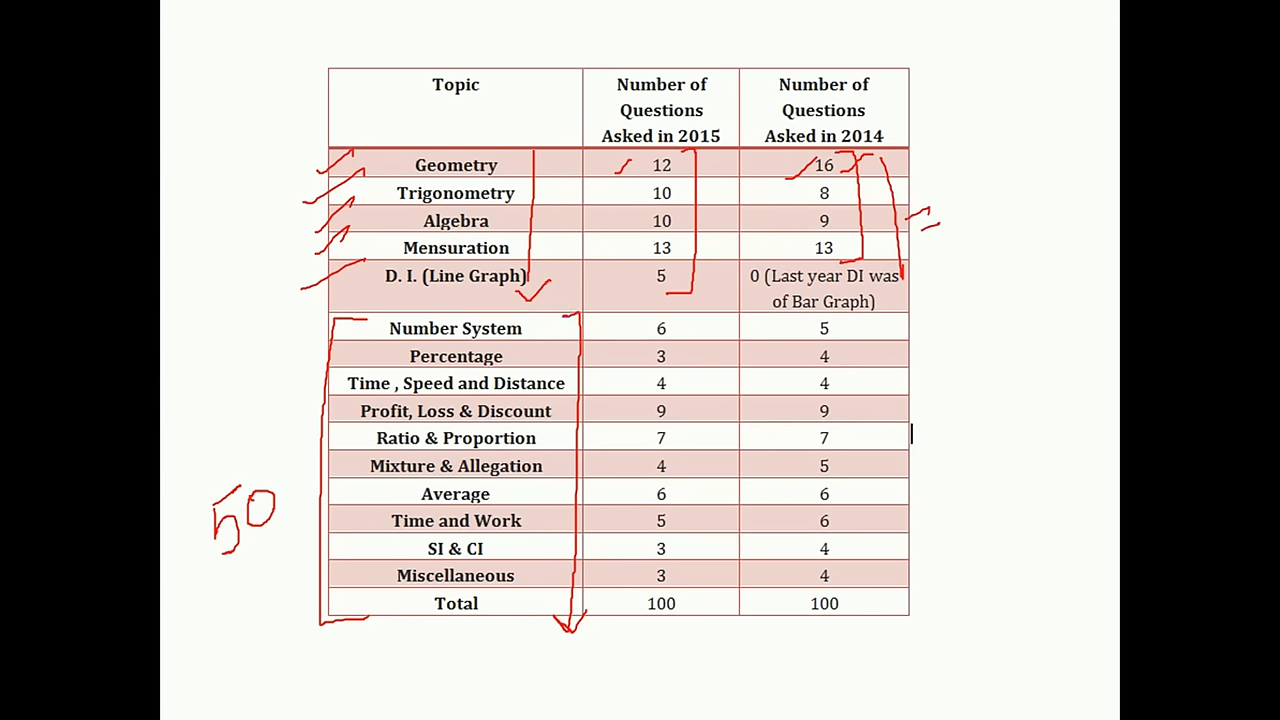 Topic Number of Questions Asked in 2015 Number of Questions Asked in 2014
Geometry 12 16
Trigonometry 10 8
Algebra 10 9
Mensuration 13 13
D. I. (Line Graph) 5 0 (Last year DI was of Bar Graph)
Number System 6 5
Percentage 3 4
Time , Speed and Distance 4 4
Profit, Loss & Discount 9 9
Ratio & Proportion 7 7
Mixture & Allegation 4 5
Average 6 6
Time and Work 5 6
SI & CI 3 4
Miscellaneous 3 4
Total 100 100
50
=